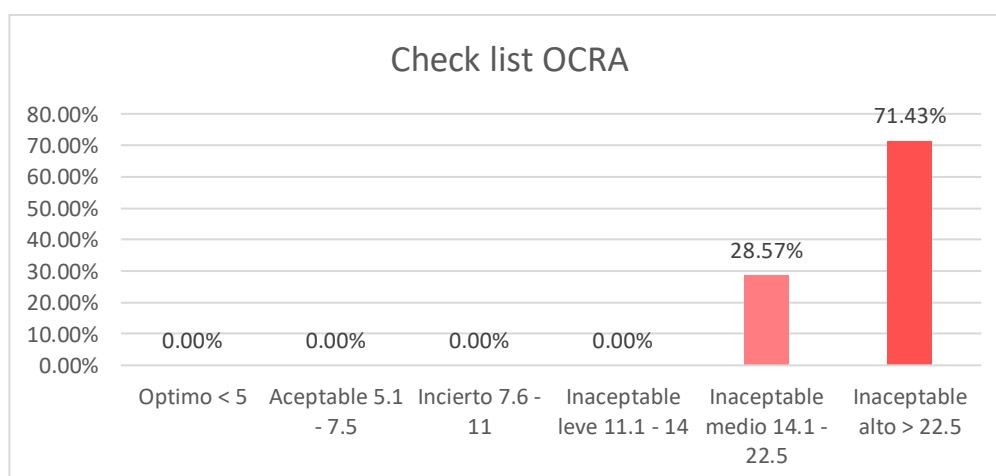 Check list OCRA
80.00%
70.00%
60.00%
50.00%
40.00%
30.00%
20.00%
10.00%
0.00%
0.00%
0.00%
0.00%
0.00%
28.57%
71.43%
Optimo < 5
Aceptable 5.1
- 7.5
Incierto 7.6 -
11
Inaceptable
leve 11.1 - 14
Inaceptable
medio 14.1 -
22.5
Inaceptable
alto > 22.5